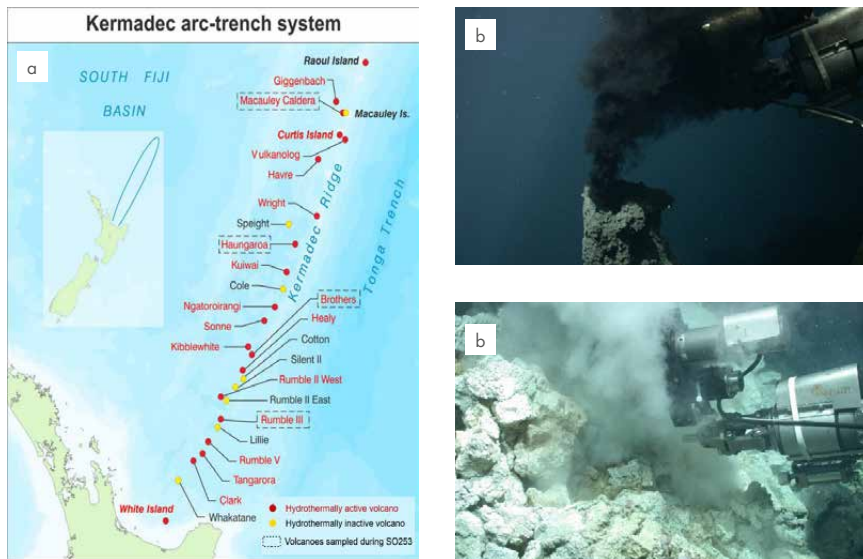 Kermadec arc-trench system
a
SOUTH FIJI
BASIN
Raoul Island
Giggenbach
Macauley Caldera
Macauley Is.
Curtis Island
Vulkanolog
Havre
Kermadec Ridge
Tonga Trench
Wright
Speight
Haungaroa
Kuiwai
Cole
Ngatoroirangi
Sonne
Brothers
Healy
Kibblewhite
Cotton
Silent II
Rumble II West
Rumble II East
Rumble III
Lillie
Rumble V
Tangarora
Clark
White Island
Whakatane
Hydrothermally active volcano
Hydrothermally inactive volcano
Volcanoes sampled during SO253
b
b